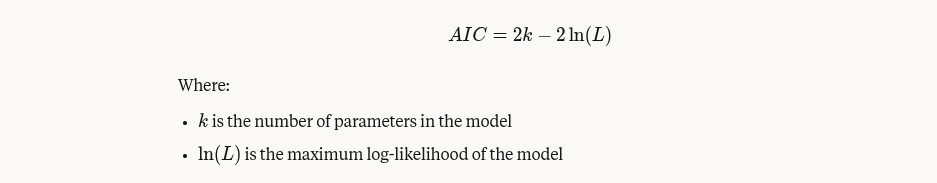 AIC = 2k − 2 ln(L)
Where:
• k is the number of parameters in the model
• ln(L) is the maximum log-likelihood of the model